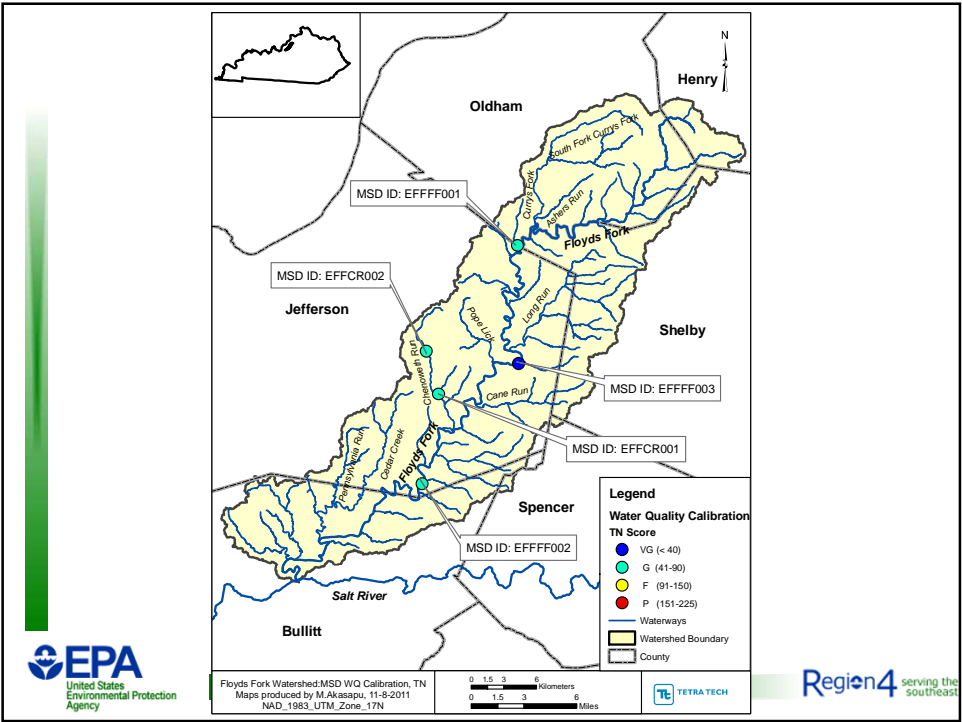 N
Henry
Oldham
South Fork Currys Fork
MSD ID: EFFFF001
Currys Fork
Ashers Run
Floyds Fork
MSD ID: EFFCR002
Jefferson
Long Run
Pope Lick
Shelby
Chenoweth Run
MSD ID: EFFFF003
Cane Run
Pennsylvania Run
Cedar Creek
Floyds Fork
MSD ID: EFFCR001
Spencer
MSD ID: EFFFF002
Salt River
Bullitt
Legend
Water Quality Calibration
TN Score
VG (< 40)
G (41-90)
F (91-150)
P (151-225)
Waterways
Watershed Boundary
County
Floyds Fork Watershed:MSD WQ Calibration, TN
Maps produced by M.Akasapu, 11-8-2011
NAD_1983_UTM_Zone_17N
0 1.5 3 6
Kilometers
0 1.5 3 6
Miles
Tt TETRA TECH
EPA
United States
Environmental Protection
Agency
Region4 serving the
southeast